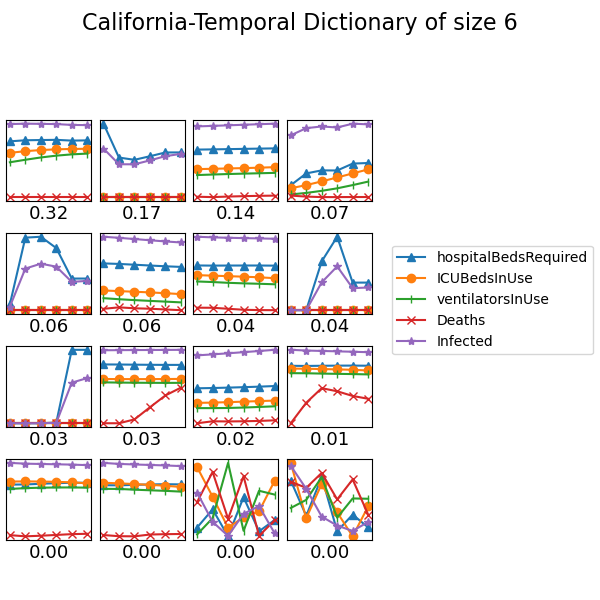 California-Temporal Dictionary of size 6
0.32 0.17 0.14 0.07
0.06 0.06 0.04 0.04
hospitalBedsRequired
ICUBedsInUse
ventilatorsInUse
Deaths
Infected
0.03 0.03 0.02 0.01
0.00 0.00 0.00 0.00